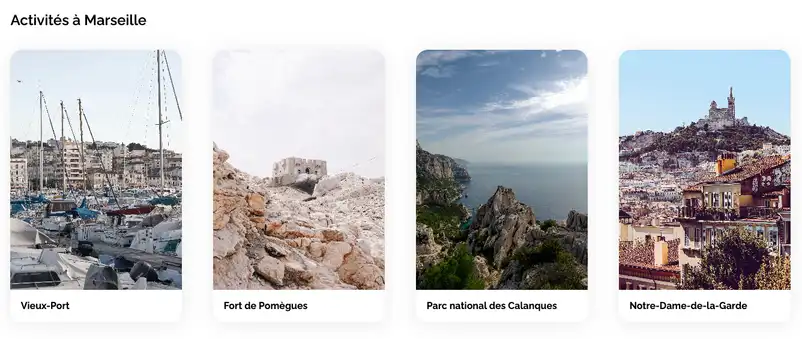 Activités à Marseille
Vieux-Port
Fort de Pomègues
Parc national des Calanques
Notre-Dame-de-la-Garde